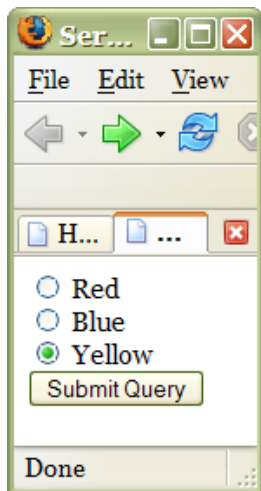 Ser...
File Edit View
H... ...
Red
Blue
Yellow
Submit Query
Done